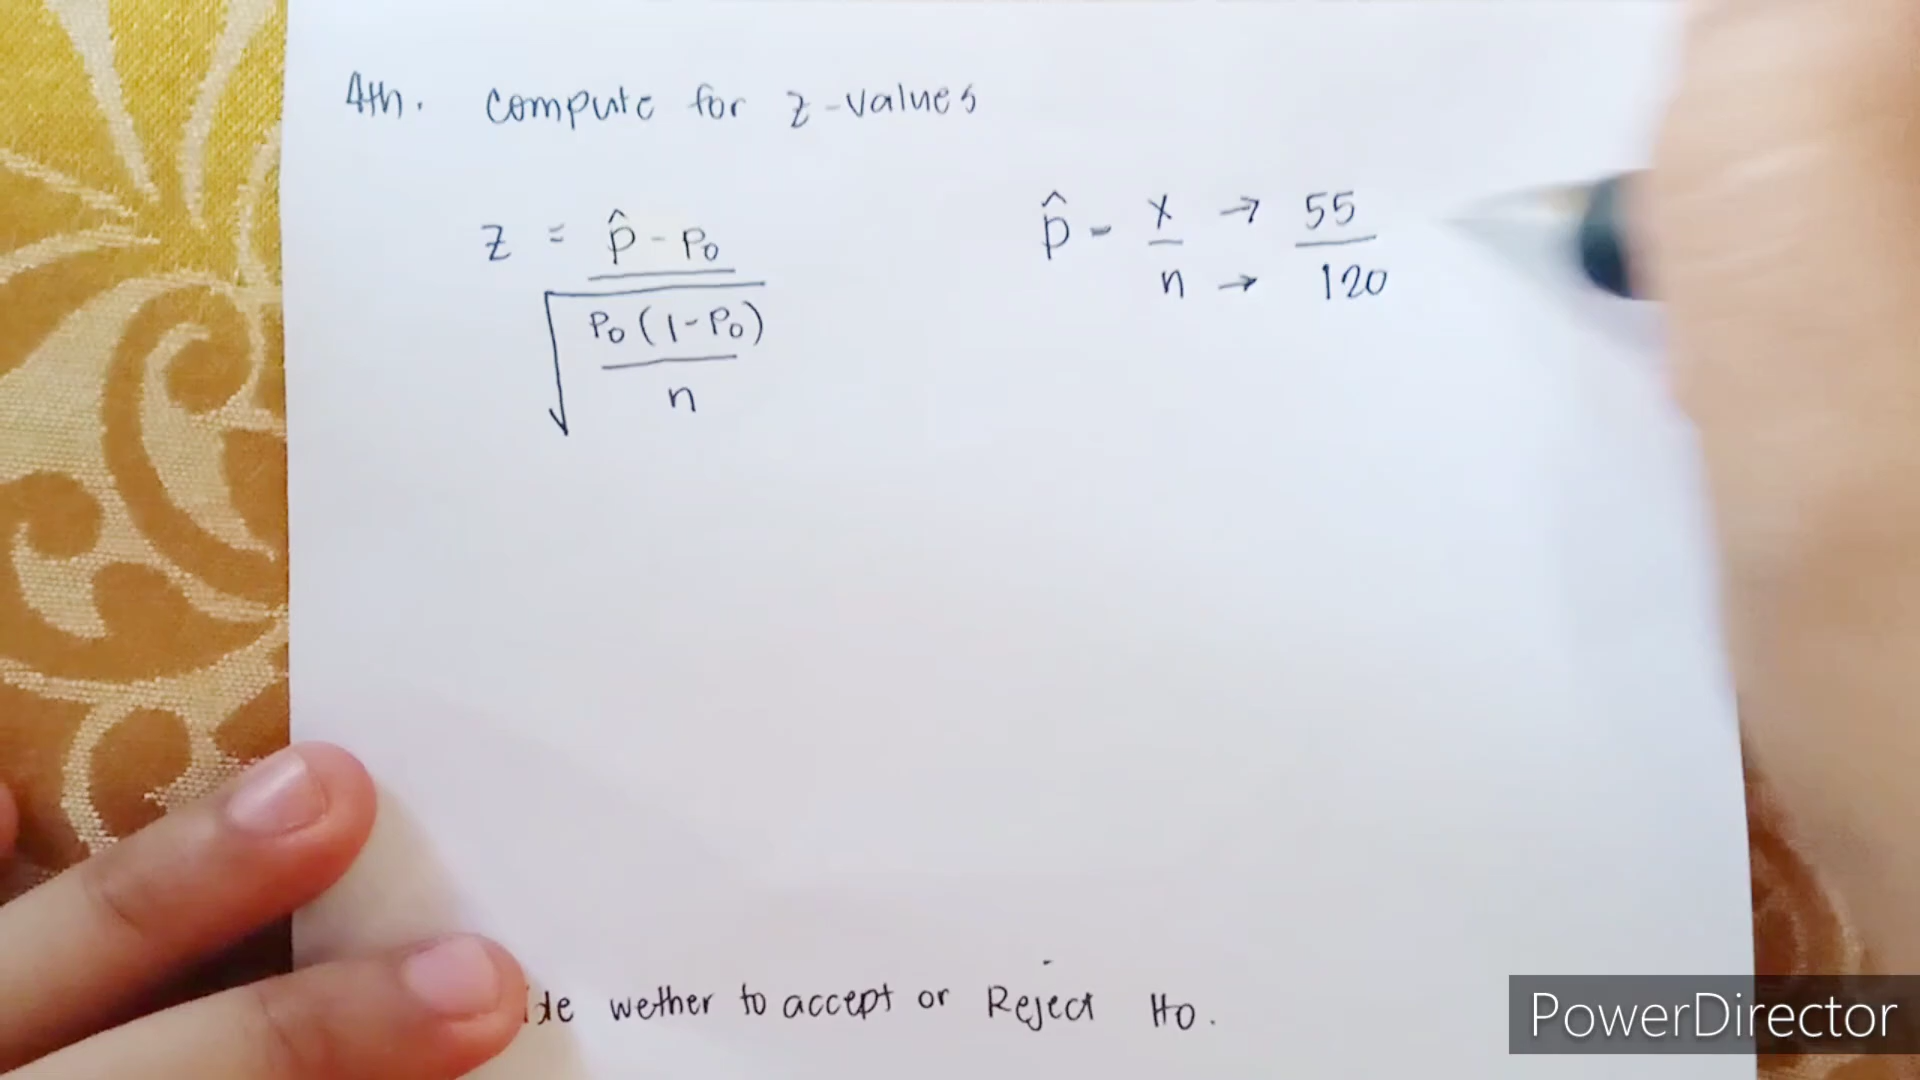 4th. Compute for z-values
z = p̂ - p₀
√ p₀ (1 - p₀)
n
p̂ - x → 55
n → 120
wether to accept or Reject Ho.
PowerDirector